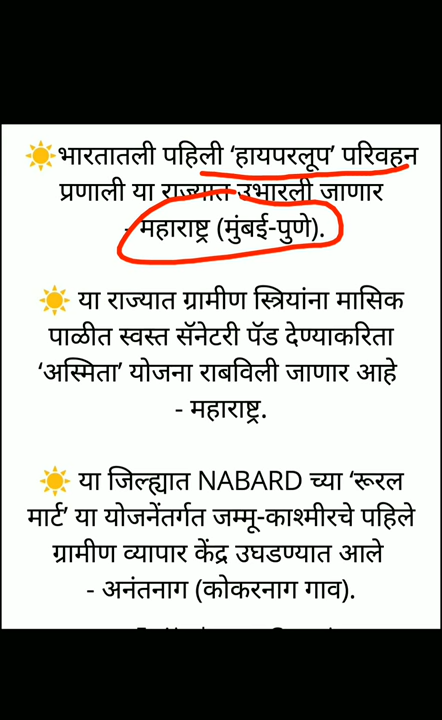 भारतातली पहिली ‘हायपरलूप’ परिवहन
प्रणाली या राज्यात उभारली जाणार
- महाराष्ट्र (मुंबई-पुणे).
या राज्यात ग्रामीण स्त्रियांना मासिक
पाळीत स्वस्त सॅनेटरी पॅड देण्याकरिता
‘अस्मिता’ योजना राबविली जाणार आहे
- महाराष्ट्र.
या जिल्ह्यात NABARD च्या ‘रूरल
मार्ट’ या योजनेंतर्गत जम्मू-काश्मीरचे पहिले
ग्रामीण व्यापार केंद्र उघडण्यात आले
- अनंतनाग (कोकरनाग गाव).